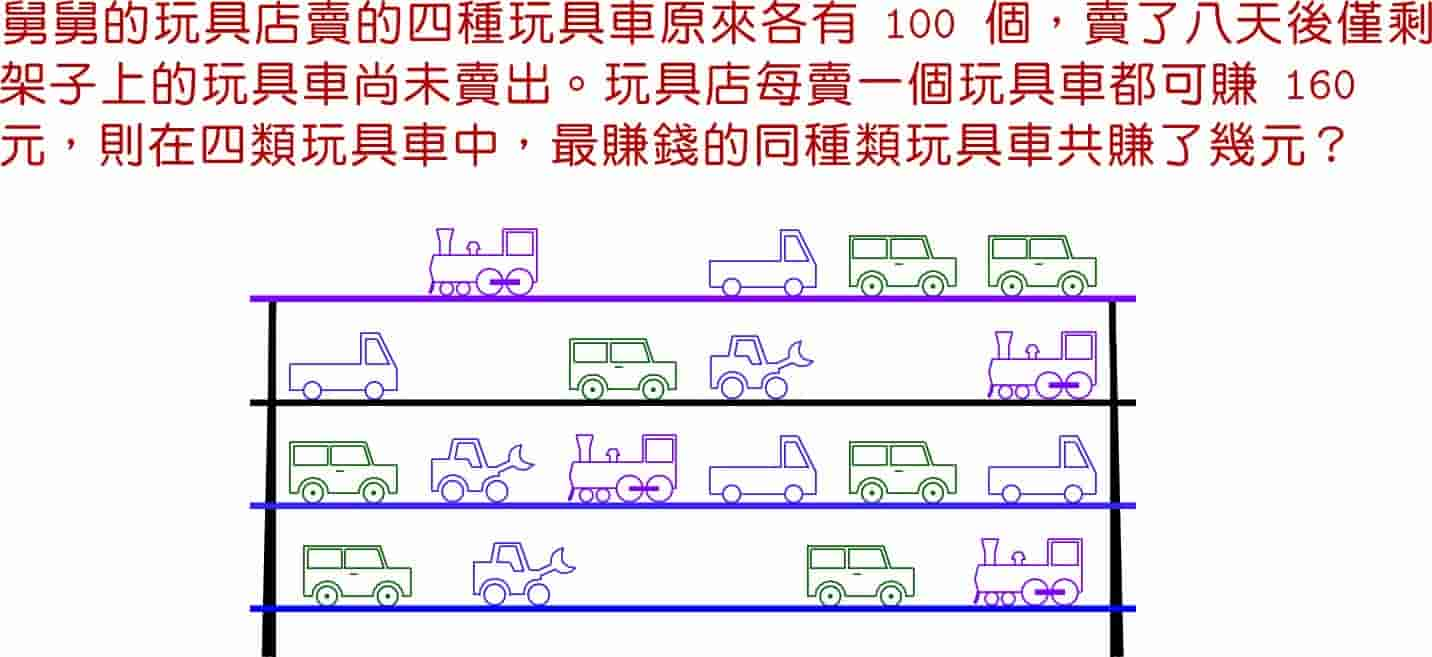 舅舅的玩具店賣的四種玩具車原來各有 100 個，賣了八天後僅剩
架子上的玩具車尚未賣出。玩具店每賣一個玩具車都可賺 160
元，則在四類玩具車中，最賺錢的同種類玩具車共賺了幾元？